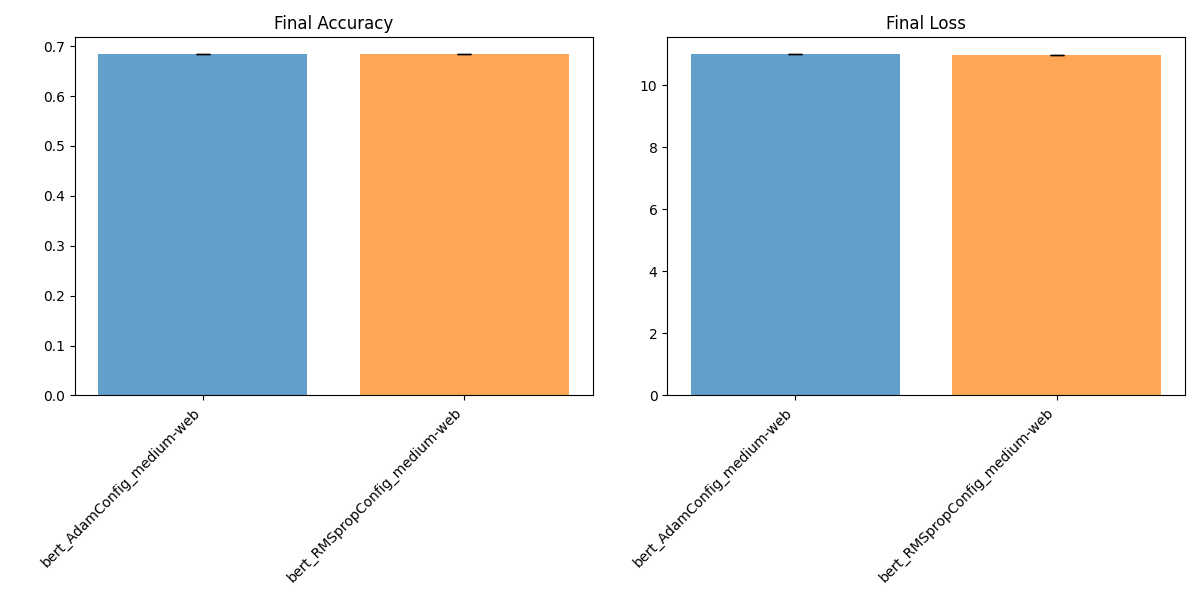 Final Accuracy
0.7
0.6
0.5
0.4
0.3
0.2
0.1
0.0
bert_AdamConfig_medium-web
bert_RMSpropConfig_medium-web
Final Loss
10
8
6
4
2
0
bert_AdamConfig_medium-web
bert_RMSpropConfig_medium-web